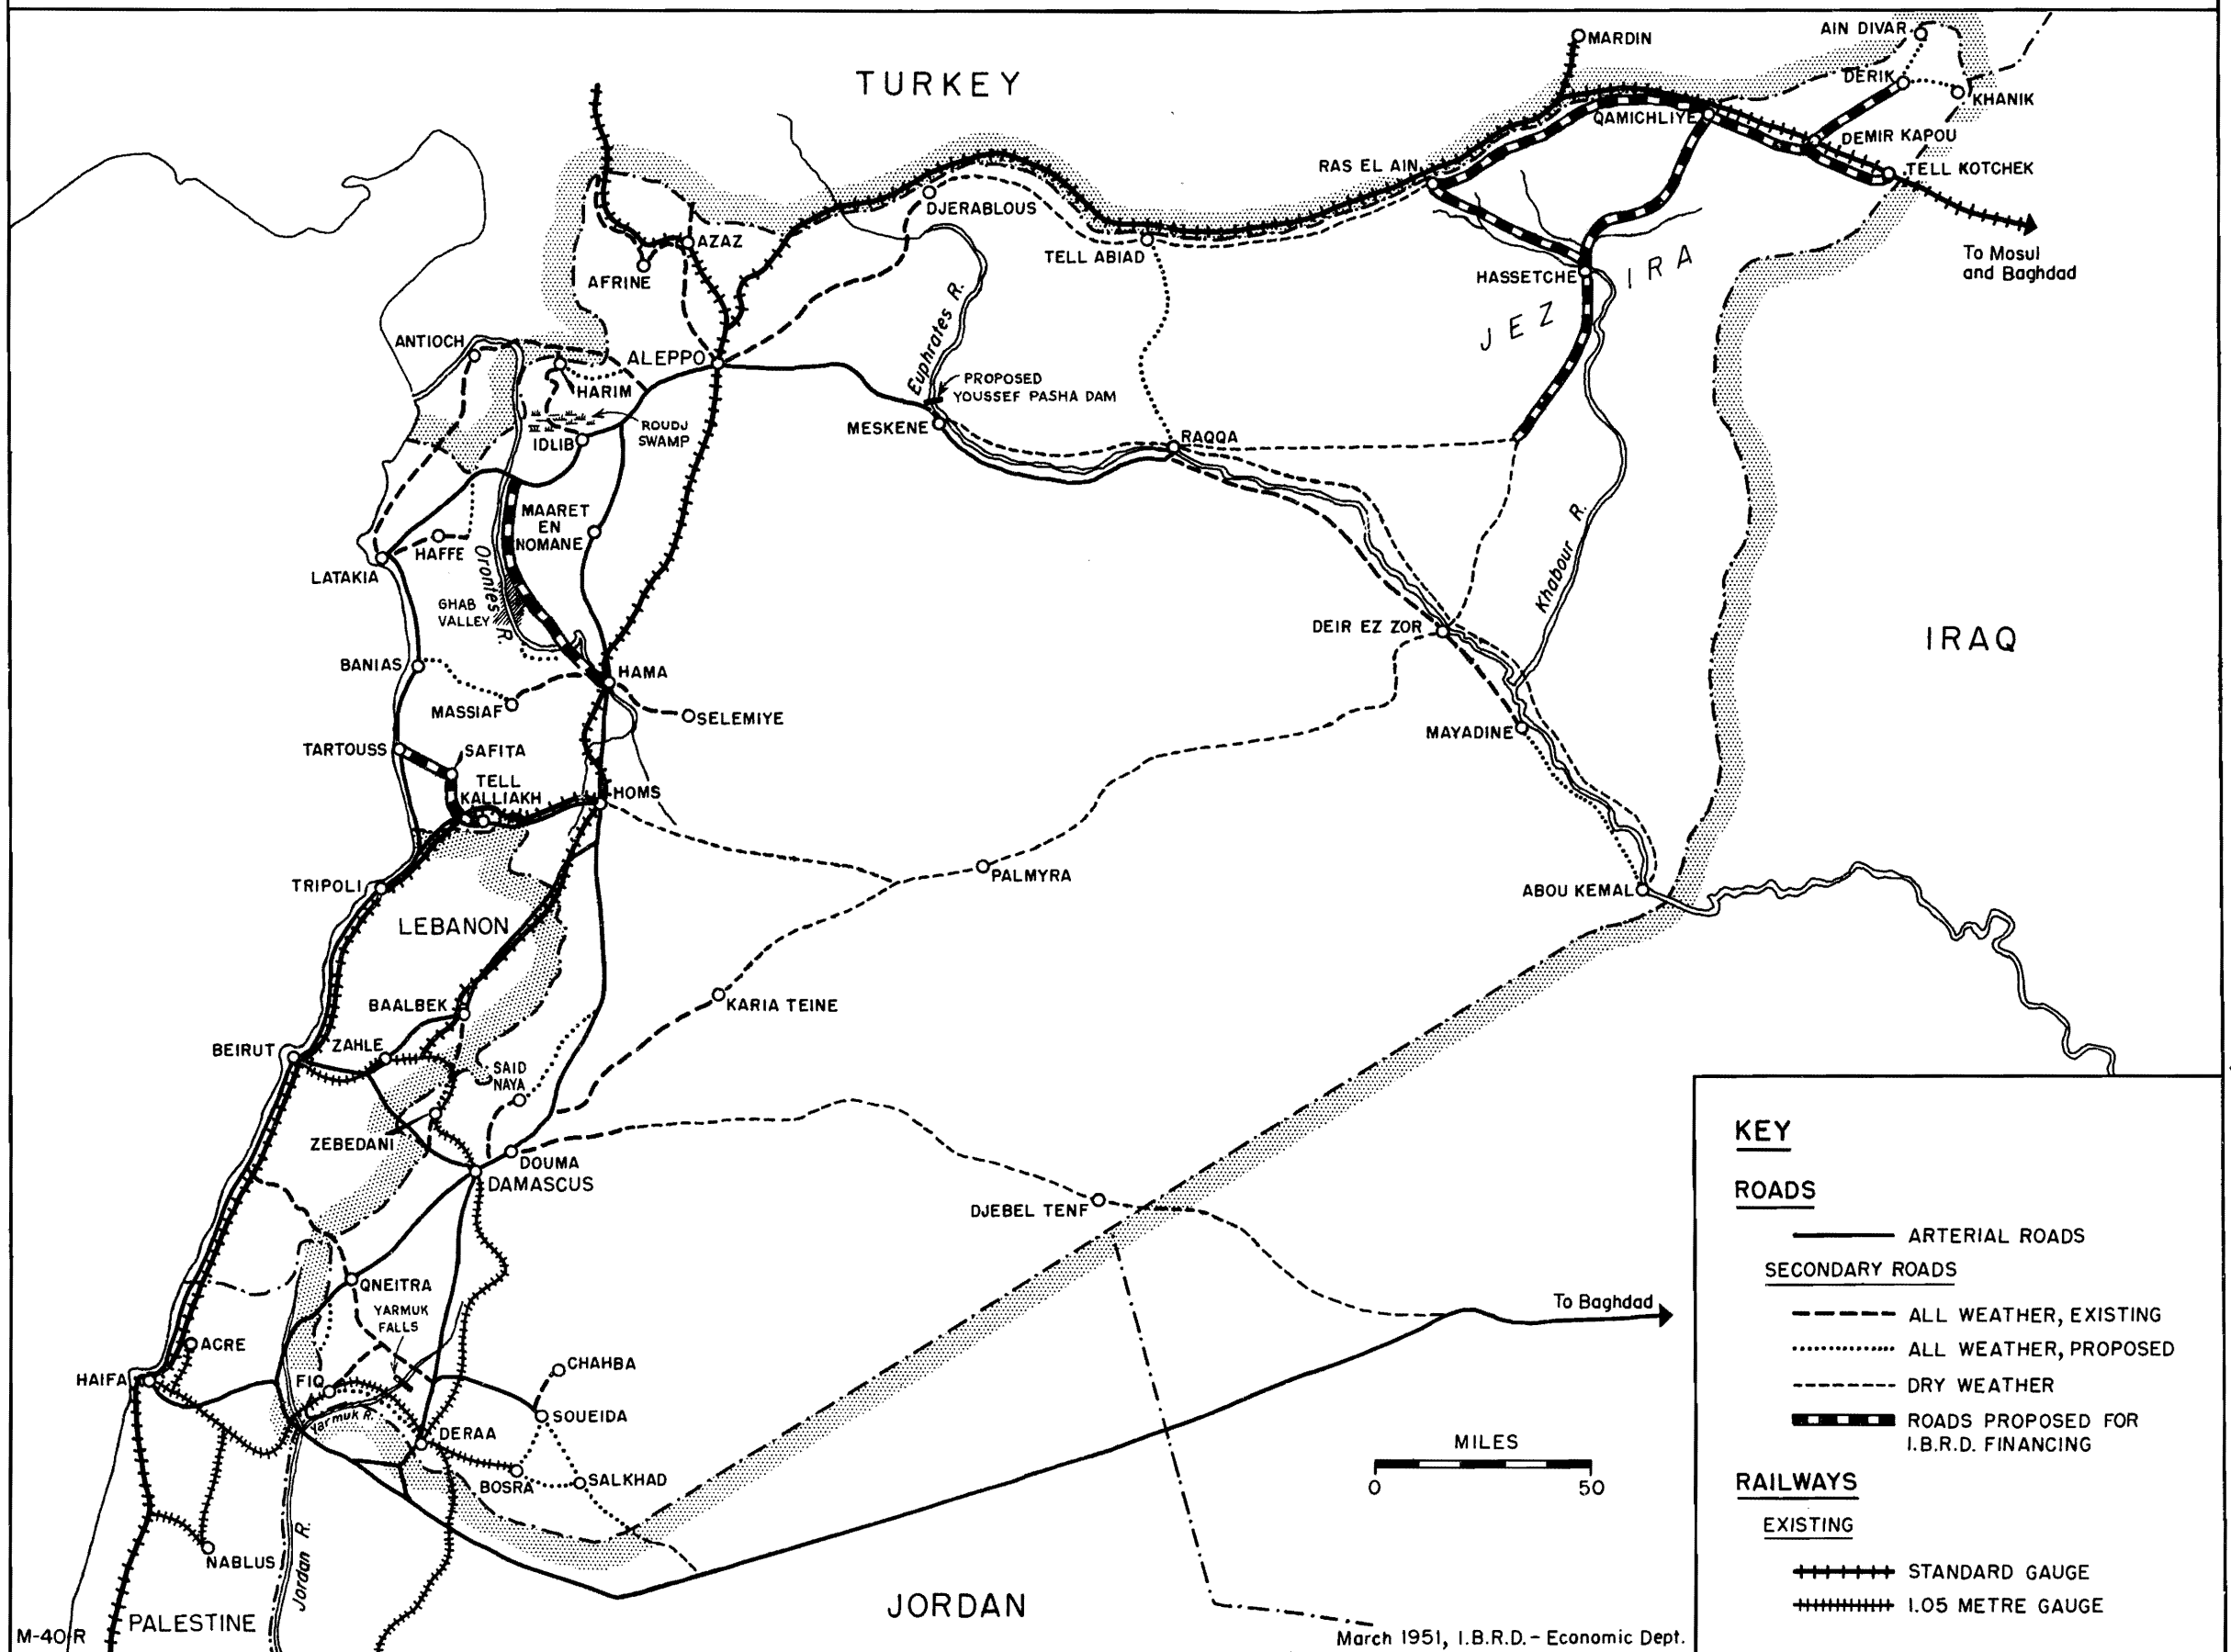 TURKEY
MARDIN
AIN DIVAR
DERIK
KHANIK
QAMICHLIYE
DEMIR KAPOU
TELL KOTCHEK
RAS EL AIN
To Mosul
and Baghdad
HASSETCHE
JEZIRA
DJERABLOUS
TELL ABIAD
AZAZ
AFRINE
ANTIOCH
ALEPPO
HARIM
ROUDJ
SWAMP
IDLIB
Euphrates R.
PROPOSED
YOUSSEF PASHA DAM
MESKENE
RAQQA
MAARET
EN
NOMANE
HAFFE
LATAKIA
Orontes R.
GHAB
VALLEY
Khabour R.
DEIR EZ ZOR
IRAQ
BANIAS
HAMA
MASSIAF
SELEMIYE
MAYADINE
TARTOUSS
SAFITA
TELL
KALLIAKH
HOMS
TRIPOLI
PALMYRA
ABOU KEMAL
LEBANON
BAALBEK
KARIA TEINE
BEIRUT
ZAHLE
SAID
NAYA
ZEBEDANI
DOUMA
DAMASCUS
DJEBEL TENF
QNEITRA
YARMUK
FALLS
To Baghdad
ACRE
HAIFA
FIQ
CHAHBA
Yarmuk R.
SOUEIDA
DERAA
BOSRA
SALKHAD
NABLUS
Jordan R.
PALESTINE
JORDAN
MILES
0 50
KEY
ROADS
ARTERIAL ROADS
SECONDARY ROADS
ALL WEATHER, EXISTING
ALL WEATHER, PROPOSED
DRY WEATHER
ROADS PROPOSED FOR
I.B.R.D. FINANCING
RAILWAYS
EXISTING
STANDARD GAUGE
1.05 METRE GAUGE
M-40-R
March 1951, I.B.R.D. - Economic Dept.